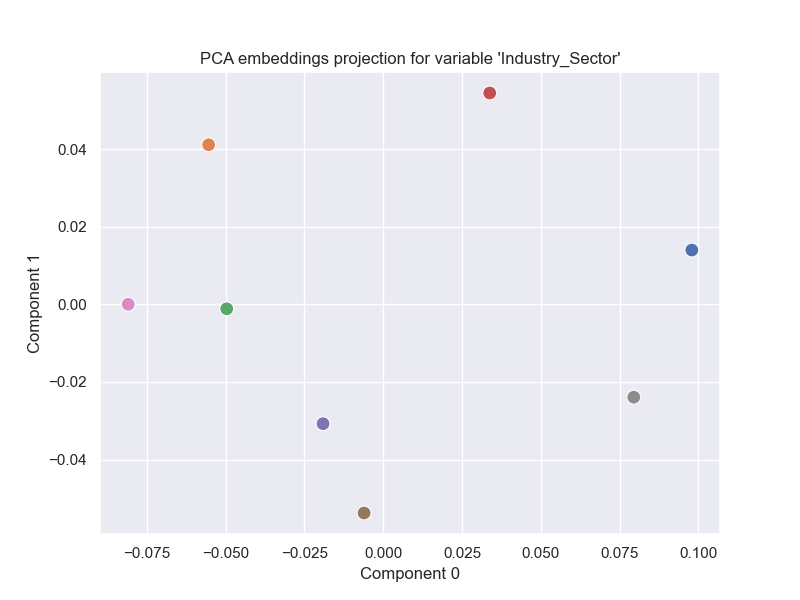 PCA embeddings projection for variable 'Industry_Sector'
0.04
0.02
0.00
−0.02
−0.04
Component 1
−0.075 −0.050 −0.025 0.000 0.025 0.050 0.075 0.100
Component 0